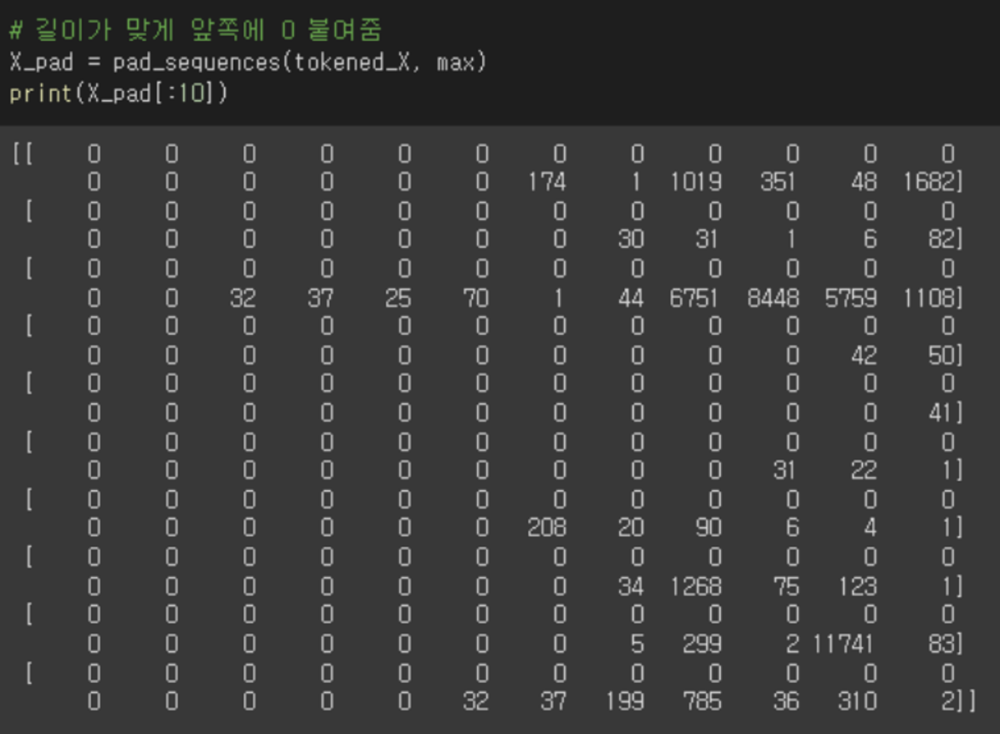 # 길이가 맞게 앞쪽에 0 붙여줌
X_pad = pad_sequences(tokened_X, max)
print(X_pad[:10])
[[ 0 0 0 0 0 0 0 0 0 0 0 0
0 0 0 0 0 0 174 1 1019 351 48 1682]
[ 0 0 0 0 0 0 0 0 0 0 0 0
0 0 0 0 0 0 0 30 31 1 6 82]
[ 0 0 0 0 0 0 0 0 0 0 0 0
0 0 32 37 25 70 1 44 6751 8448 5759 1108]
[ 0 0 0 0 0 0 0 0 0 0 0 0
0 0 0 0 0 0 0 0 0 0 42 50]
[ 0 0 0 0 0 0 0 0 0 0 0 0
0 0 0 0 0 0 0 0 0 0 0 41]
[ 0 0 0 0 0 0 0 0 0 0 0 0
0 0 0 0 0 0 0 0 0 31 22 1]
[ 0 0 0 0 0 0 0 0 0 0 0 0
0 0 0 0 0 0 208 20 90 6 4 1]
[ 0 0 0 0 0 0 0 0 0 0 0 0
0 0 0 0 0 0 0 34 1268 75 123 1]
[ 0 0 0 0 0 0 0 0 0 0 0 0
0 0 0 0 0 0 0 5 299 2 11741 83]
[ 0 0 0 0 0 0 0 0 0 0 0 0
0 0 0 0 0 32 37 199 785 36 310 2]]